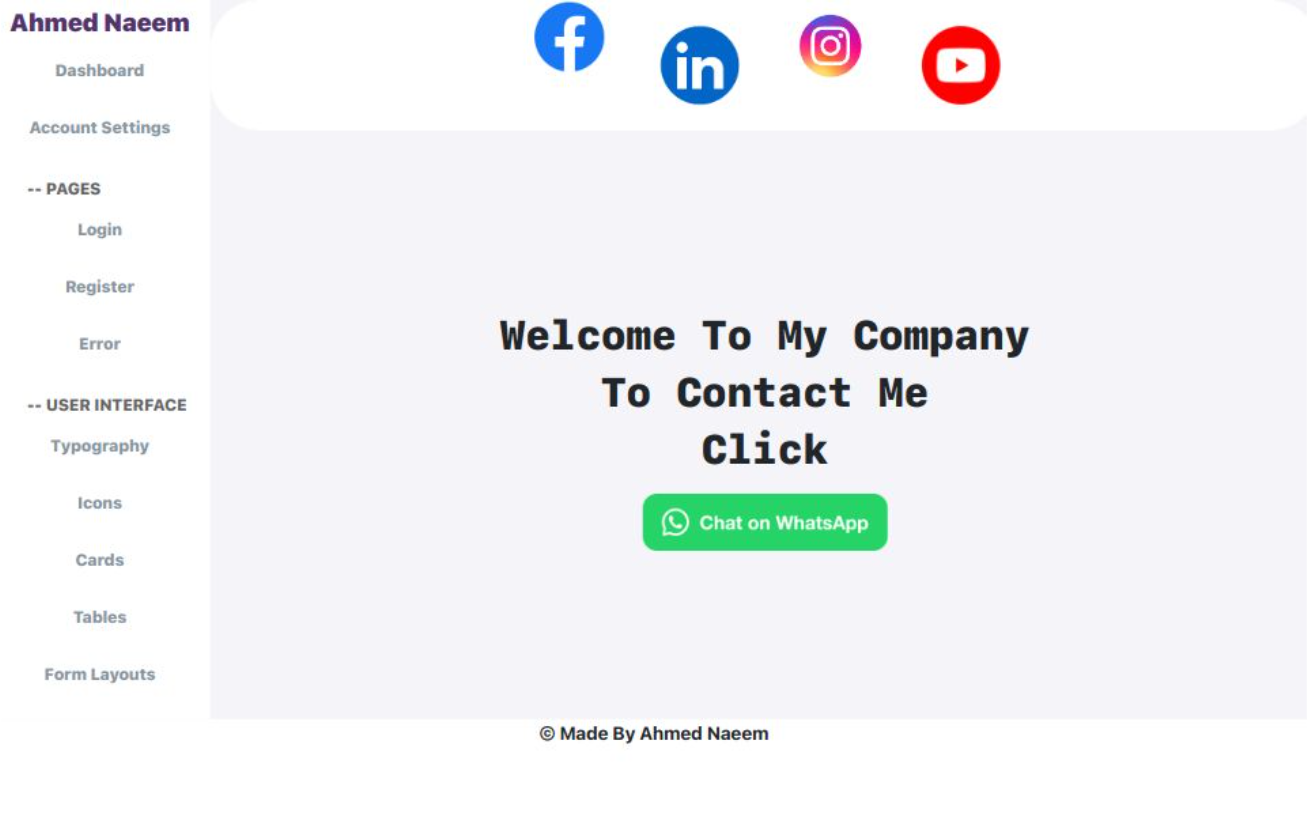 Ahmed Naeem
Dashboard
Account Settings
-- PAGES
Login
Register
Error
-- USER INTERFACE
Typography
Icons
Cards
Tables
Form Layouts
in
Welcome To My Company
To Contact Me
Click
Chat on WhatsApp
© Made By Ahmed Naeem